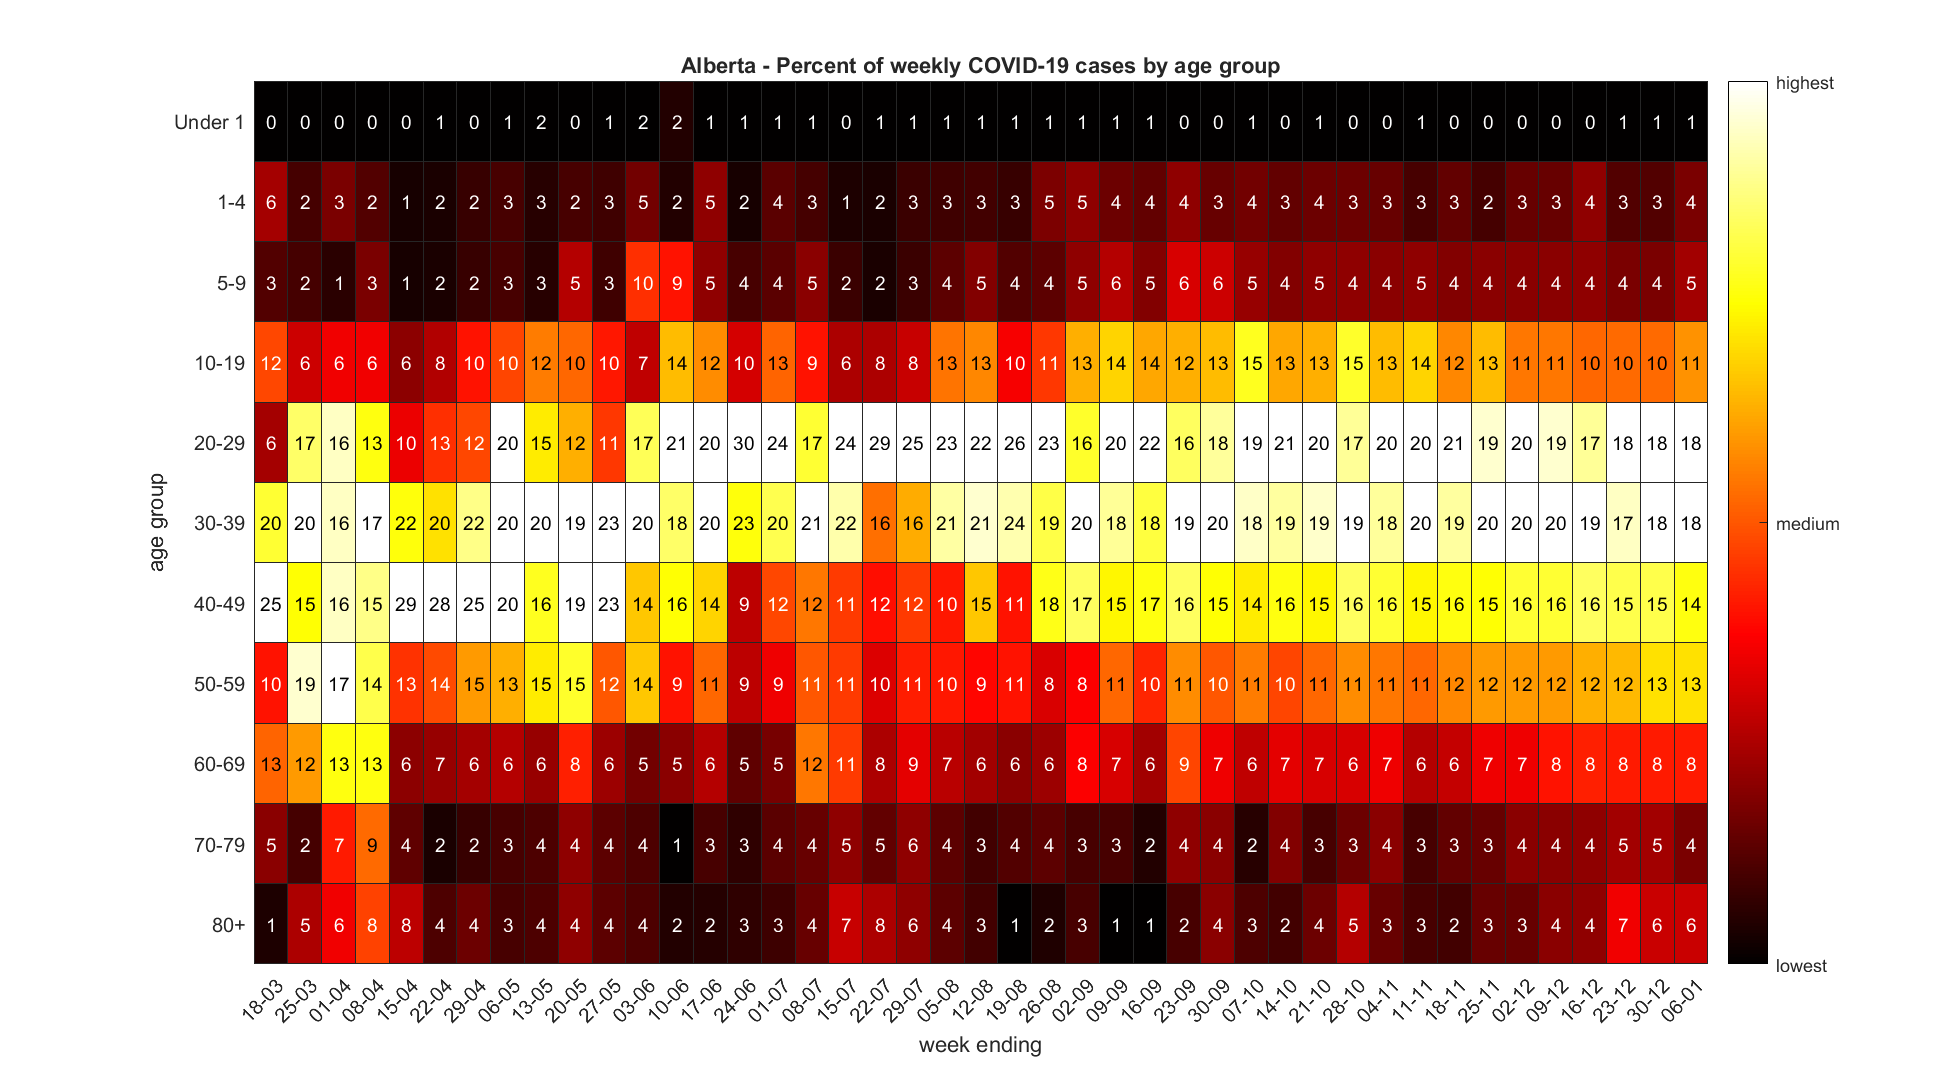 Alberta - Percent of weekly COVID-19 cases by age group
highest
Under 1 0 0 0 0 0 1 0 1 2 0 1 2 2 1 1 1 1 0 1 1 1 1 1 1 1 1 1 0 0 1 0 1 0 0 1 0 0 0 0 0 1 1 1
1-4 6 2 3 2 1 2 2 3 3 2 3 5 2 5 2 4 3 1 2 3 3 3 3 5 5 4 4 4 3 4 3 4 3 3 3 3 2 3 3 4 3 3 4
5-9 3 2 1 3 1 2 2 3 3 5 3 10 9 5 4 4 5 2 2 3 4 5 4 4 5 6 5 6 6 5 4 5 4 4 5 4 4 4 4 4 4 4 5
10-19 12 6 6 6 6 8 10 10 12 10 10 7 14 12 10 13 9 6 8 8 13 13 10 11 13 14 14 12 13 15 13 13 15 13 14 12 13 11 11 10 10 10 11
20-29 6 17 16 13 10 13 12 20 15 12 11 17 21 20 30 24 17 24 29 25 23 22 26 23 16 20 22 16 18 19 21 20 17 20 20 21 19 20 19 17 18 18 18
30-39 20 20 16 17 22 20 22 20 20 19 23 20 18 20 23 20 21 22 16 16 21 21 24 19 20 18 18 19 20 18 19 19 19 18 20 19 20 20 20 19 17 18 18
medium
40-49 25 15 16 15 29 28 25 20 16 19 23 14 16 14 9 12 12 11 12 12 10 15 11 18 17 15 17 16 15 14 16 15 16 16 15 16 15 16 16 16 15 15 14
50-59 10 19 17 14 13 14 15 13 15 15 12 14 9 11 9 9 11 11 10 11 10 9 11 8 8 11 10 11 10 11 10 11 11 11 11 12 12 12 12 12 12 13 13
60-69 13 12 13 13 6 7 6 6 6 8 6 5 5 6 5 5 12 11 8 9 7 6 6 6 8 7 6 9 7 6 7 7 6 7 6 6 7 7 8 8 8 8 8
70-79 5 2 7 9 4 2 2 3 4 4 4 4 1 3 3 4 4 5 5 6 4 3 4 4 3 3 2 4 4 2 4 3 3 4 3 3 3 4 4 4 5 5 4
80+ 1 5 6 8 8 4 4 3 4 4 4 4 2 2 3 3 4 7 8 6 4 3 1 2 3 1 1 2 4 3 2 4 5 3 3 2 3 3 4 4 7 6 6
lowest
18-03 25-03 01-04 08-04 15-04 22-04 29-04 06-05 13-05 20-05 27-05 03-06 10-06 17-06 24-06 01-07 08-07 15-07 22-07 29-07 05-08 12-08 19-08 26-08 02-09 09-09 16-09 23-09 30-09 07-10 14-10 21-10 28-10 04-11 11-11 18-11 25-11 02-12 09-12 16-12 23-12 30-12 06-01
week ending
age group